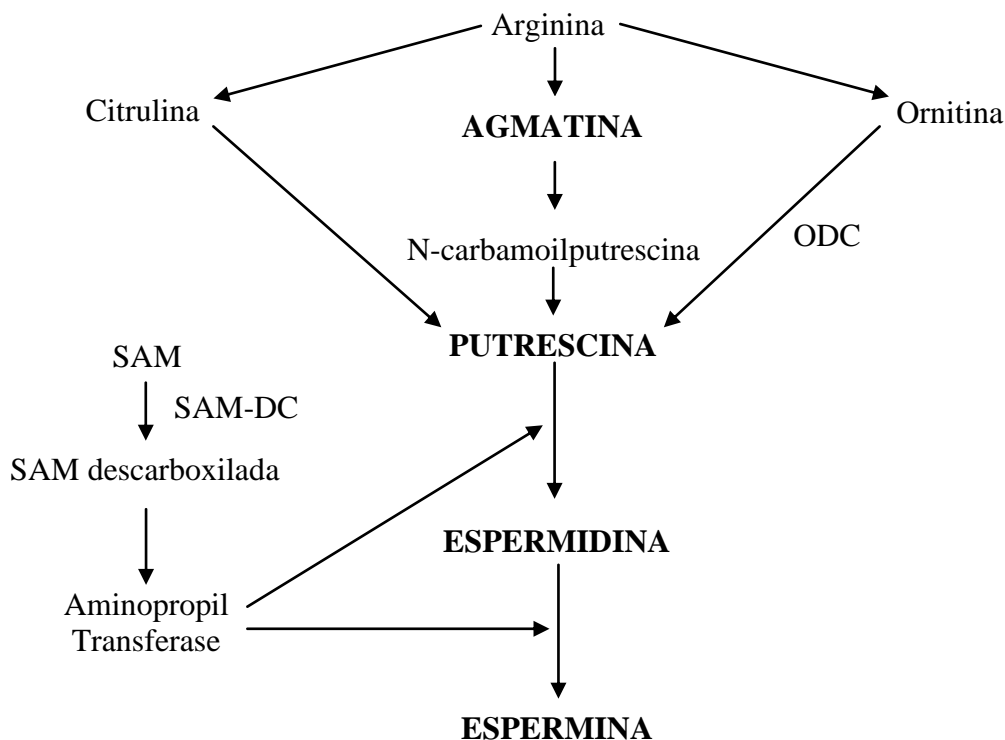 Arginina
Citrulina
AGMATINA
Ornitina
N-carbamoilputrescina
ODC
PUTRESCINA
SAM
SAM-DC
SAM descarboxilada
ESPERMIDINA
Aminopropil
Transferase
ESPERMINA